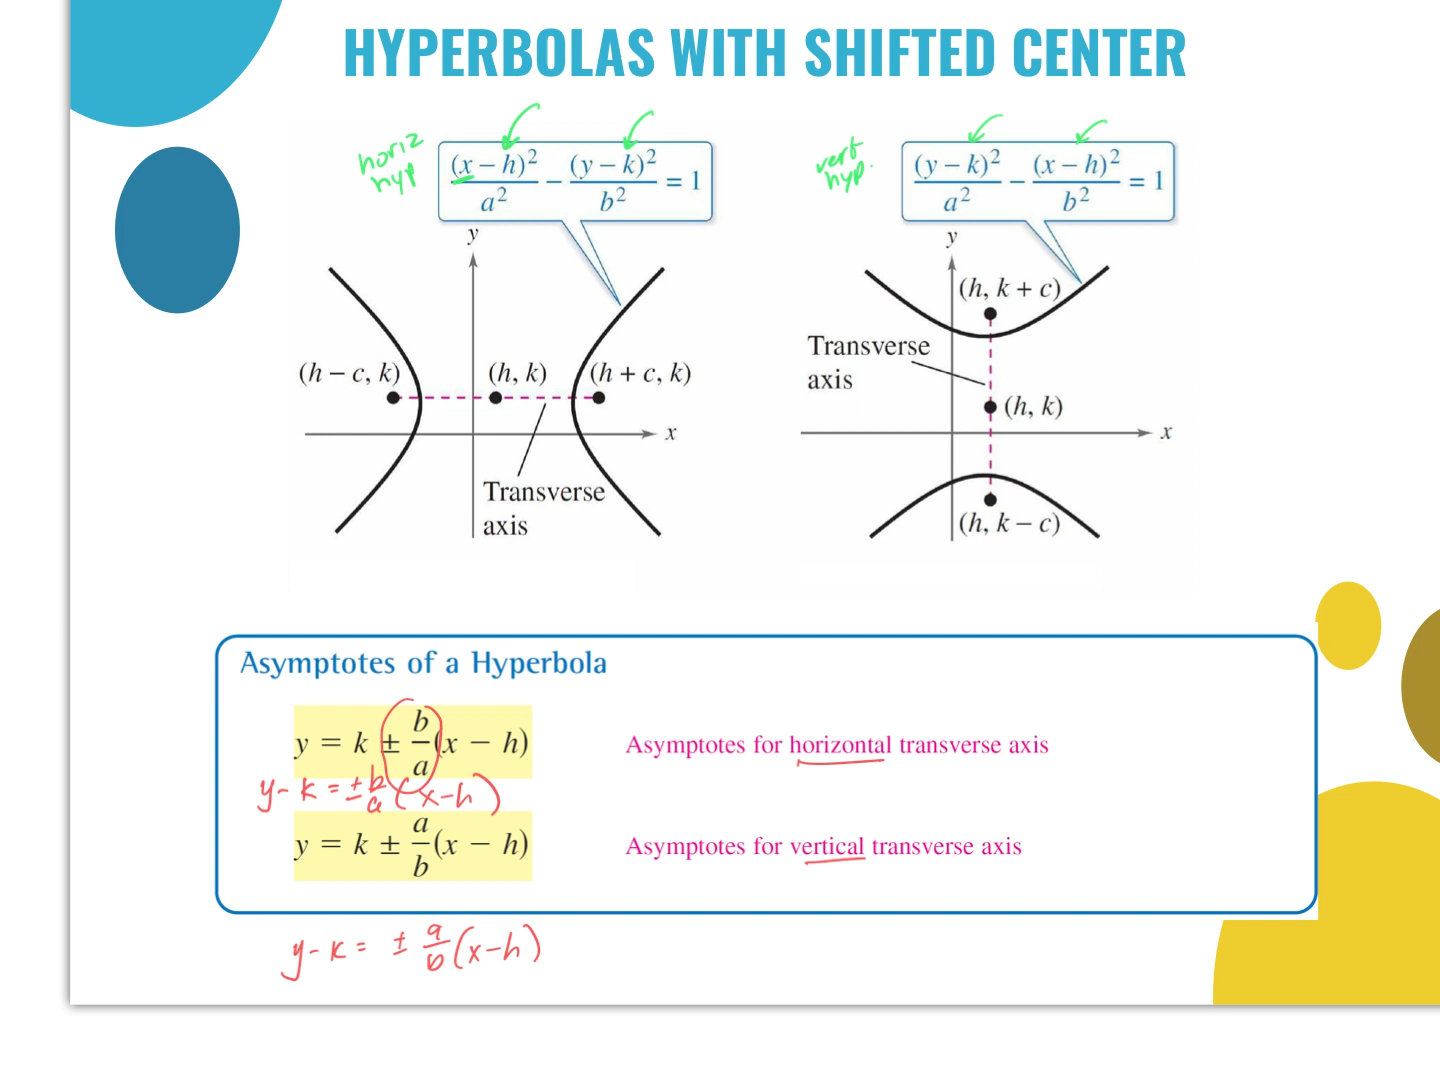 HYPERBOLAS WITH SHIFTED CENTER
horiz
hyp
(x − h)²/a² − (y − k)²/b² = 1
y
(h − c, k)
(h, k)
(h + c, k)
x
Transverse
axis
vert
hyp.
(y − k)²/a² − (x − h)²/b² = 1
y
(h, k + c)
Transverse
axis
(h, k)
x
(h, k − c)
Asymptotes of a Hyperbola
y = k ± b/a (x − h)
Asymptotes for horizontal transverse axis
y − k = ± b/a (x − h)
y = k ± a/b (x − h)
Asymptotes for vertical transverse axis
y − k = ± a/b (x − h)